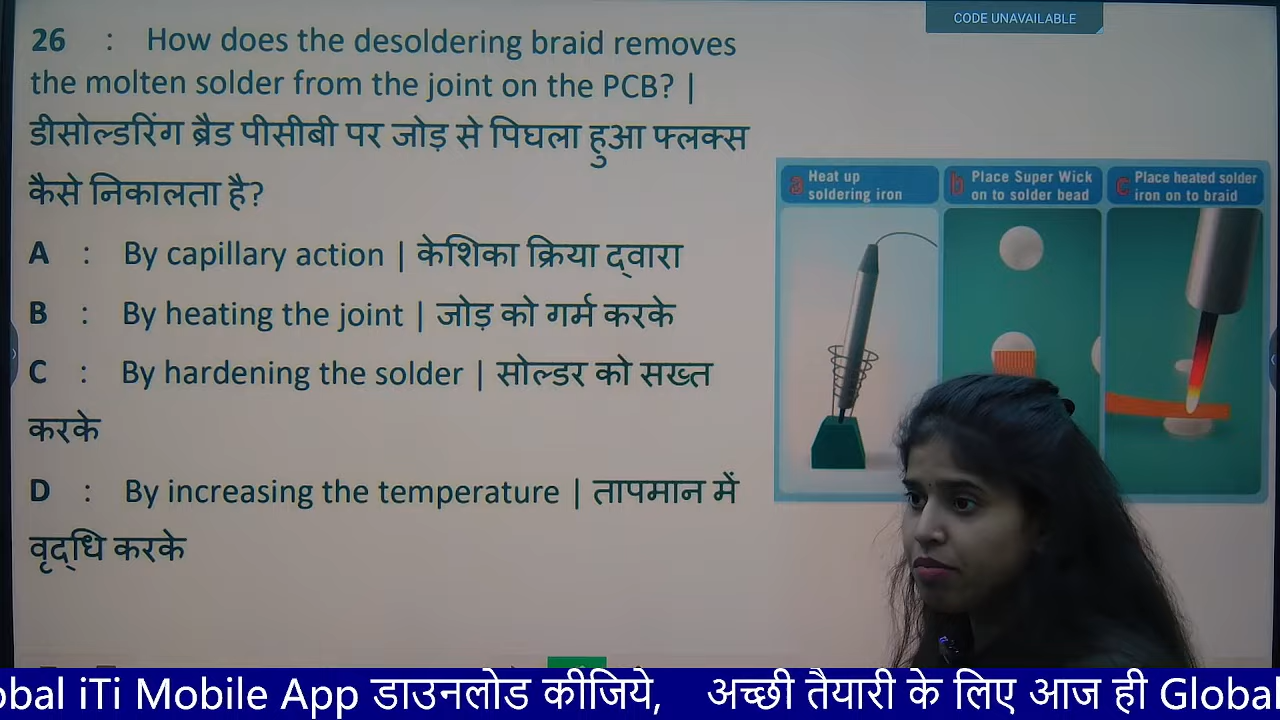 CODE UNAVAILABLE
26 : How does the desoldering braid removes
the molten solder from the joint on the PCB? |
डीसोल्डरिंग ब्रैड पीसीबी पर जोड़ से पिघला हुआ फ्लक्स
कैसे निकालता है?
A : By capillary action | केशिका क्रिया द्वारा
B : By heating the joint | जोड़ को गर्म करके
C : By hardening the solder | सोल्डर को सख्त
करके
D : By increasing the temperature | तापमान में
वृद्धि करके
a Heat up
soldering iron
b Place Super Wick
on to solder bead
c Place heated solder
iron on to braid
obal iTi Mobile App डाउनलोड कीजिये, अच्छी तैयारी के लिए आज ही Global